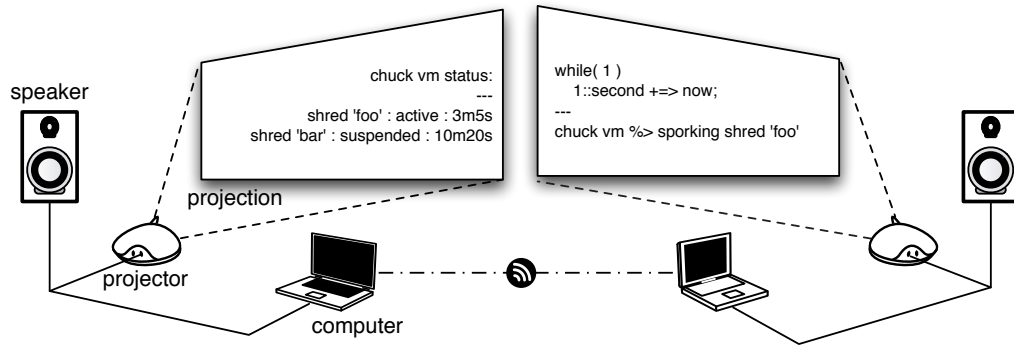 speaker
chuck vm status:
---
shred 'foo' : active : 3m5s
shred 'bar' : suspended : 10m20s
while( 1 )
1::second +=> now;
---
chuck vm %> sporking shred 'foo'
projection
projector
computer